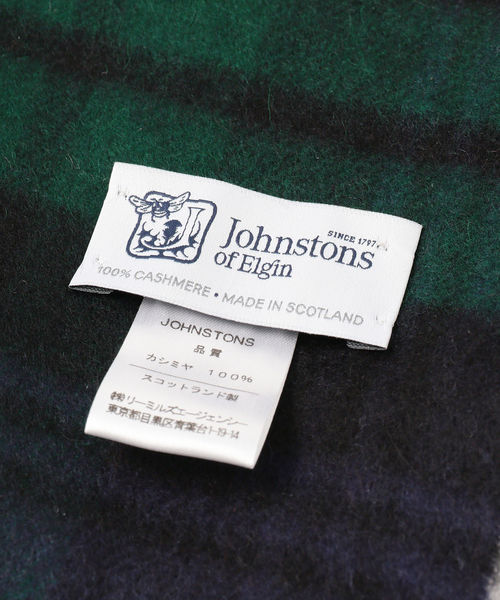 SINCE 1797
Johnstons
of Elgin
100% CASHMERE • MADE IN SCOTLAND
JOHNSTONS
品質
カシミヤ 100%
スコットランド製
㈱リーミルズエージェンシー
東京都目黒区青葉台1-19-14